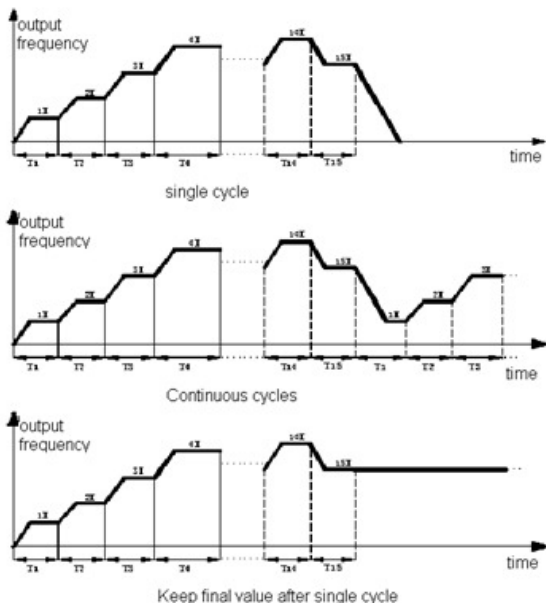 output
frequency
1X
2X
3X
4X
14X
15X
T1
T2
T3
T4
T14
T15
time
single cycle
output
frequency
1X
2X
3X
4X
14X
15X
1X
2X
3X
T1
T2
T3
T4
T14
T15
T1
T2
T3
time
Continuous cycles
output
frequency
1X
2X
3X
4X
14X
15X
T1
T2
T3
T4
T14
T15
time
Keep final value after single cycle